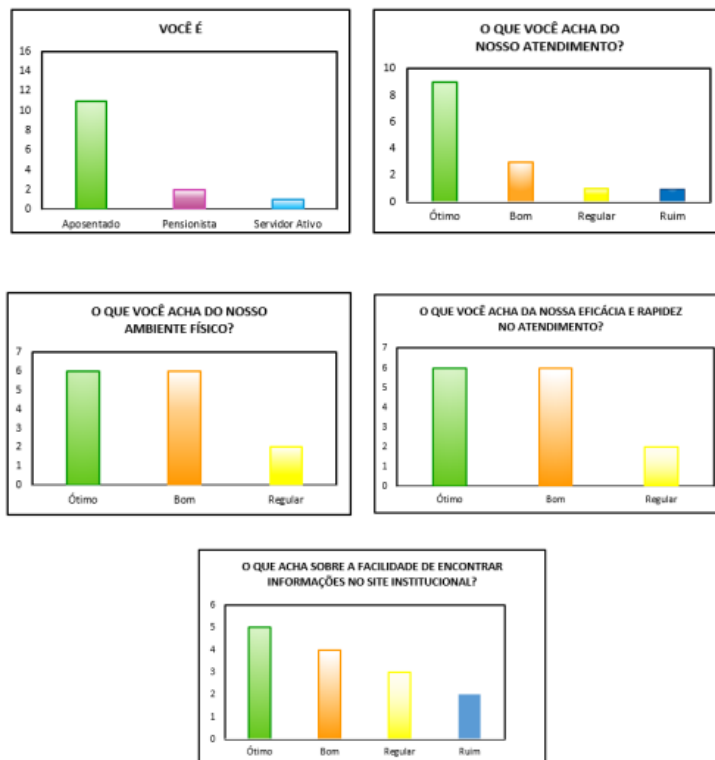 VOCÊ É
16
14
12
10
8
6
4
2
0
Aposentado Pensionista Servidor Ativo
O QUE VOCÊ ACHA DO
NOSSO ATENDIMENTO?
10
8
6
4
2
0
Ótimo Bom Regular Ruim
O QUE VOCÊ ACHA DO NOSSO
AMBIENTE FÍSICO?
7
6
5
4
3
2
1
0
Ótimo Bom Regular
O QUE VOCÊ ACHA DA NOSSA EFICÁCIA E RAPIDEZ
NO ATENDIMENTO?
7
6
5
4
3
2
1
0
Ótimo Bom Regular
O QUE ACHA SOBRE A FACILIDADE DE ENCONTRAR
INFORMAÇÕES NO SITE INSTITUCIONAL?
6
5
4
3
2
1
0
Ótimo Bom Regular Ruim